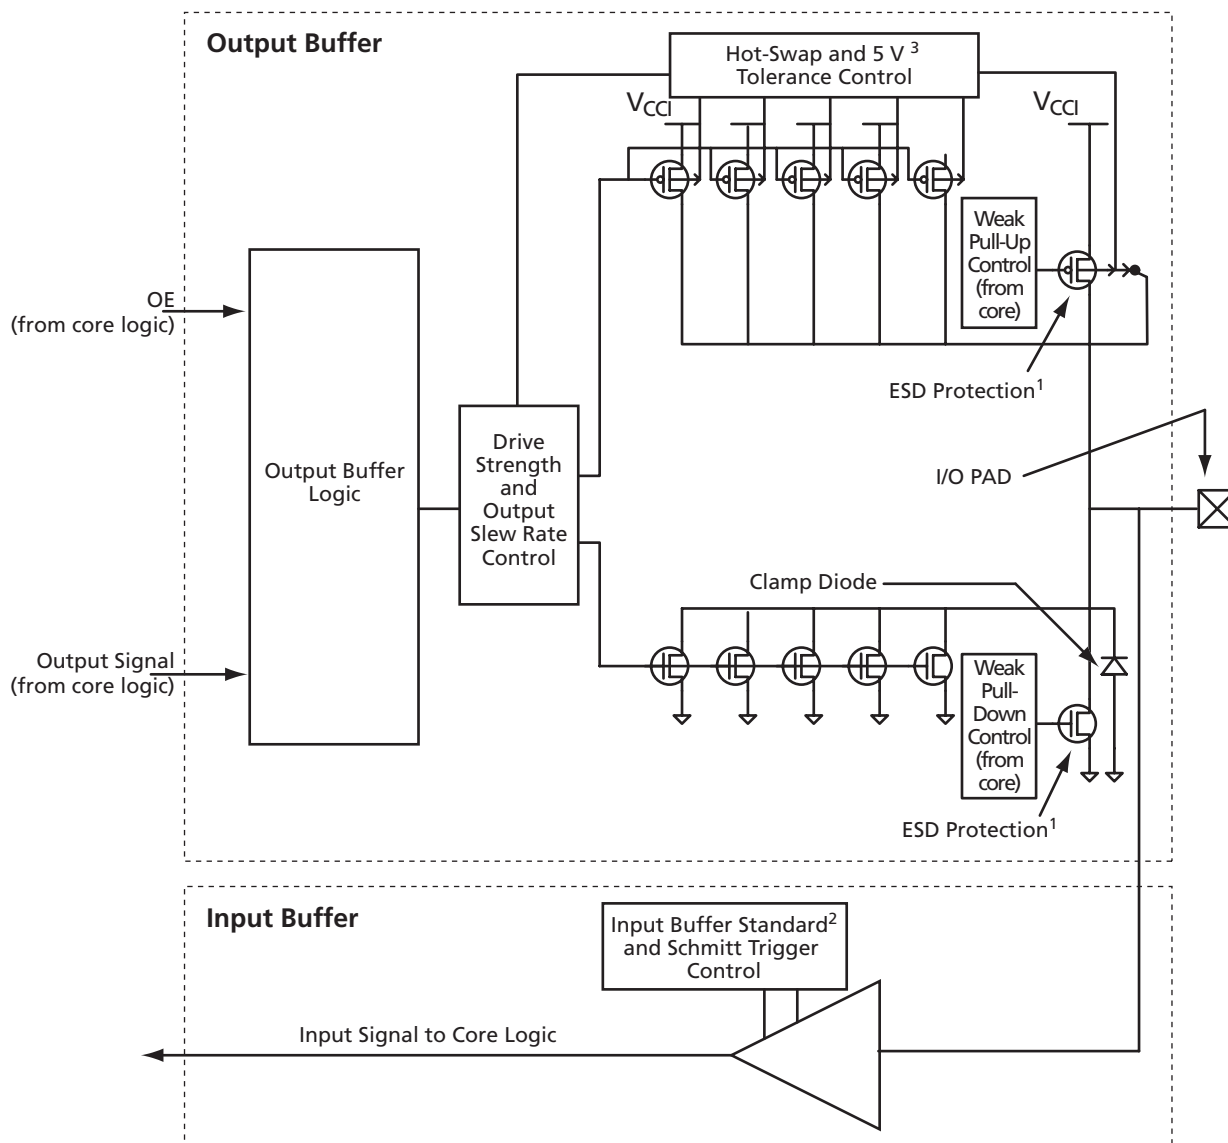 Output Buffer
Hot-Swap and 5 V 3
Tolerance Control
VCCI
VCCI
Weak
Pull-Up
Control
(from
core)
OE
(from core logic)
ESD Protection1
Drive
Strength
and
Output
Slew Rate
Control
Output Buffer
Logic
I/O PAD
Clamp Diode
Output Signal
(from core logic)
Weak
Pull-
Down
Control
(from
core)
ESD Protection1
Input Buffer
Input Buffer Standard2
and Schmitt Trigger
Control
Input Signal to Core Logic